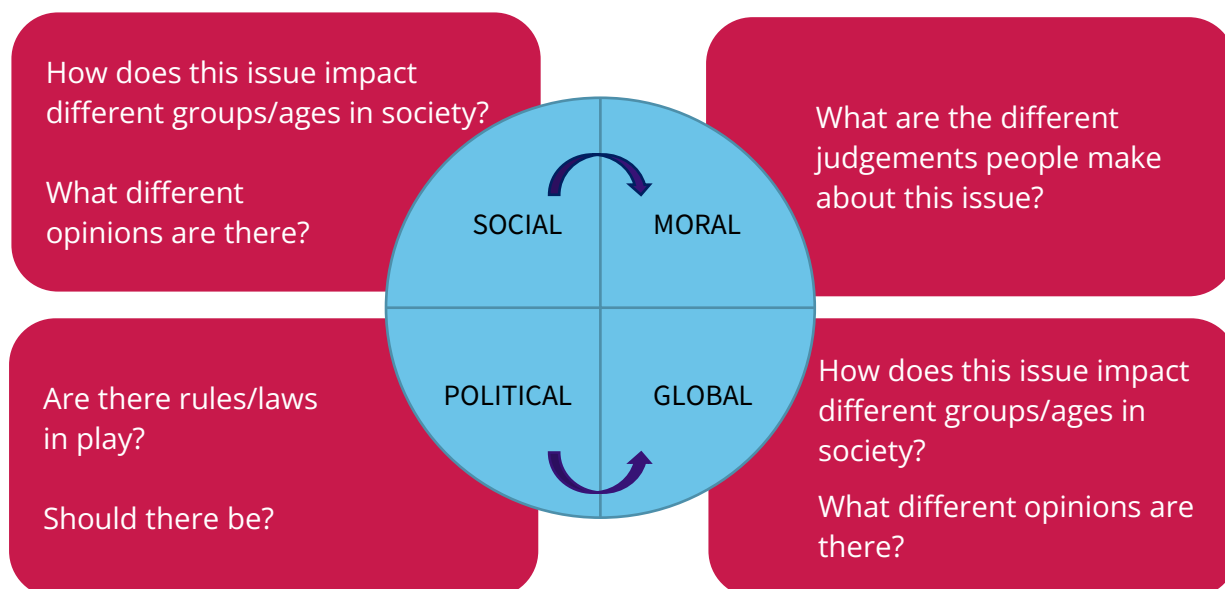 How does this issue impact
different groups/ages in society?
What different
opinions are there?
What are the different
judgements people make
about this issue?
SOCIAL
MORAL
POLITICAL
GLOBAL
Are there rules/laws
in play?
Should there be?
How does this issue impact
different groups/ages in
society?
What different opinions are
there?